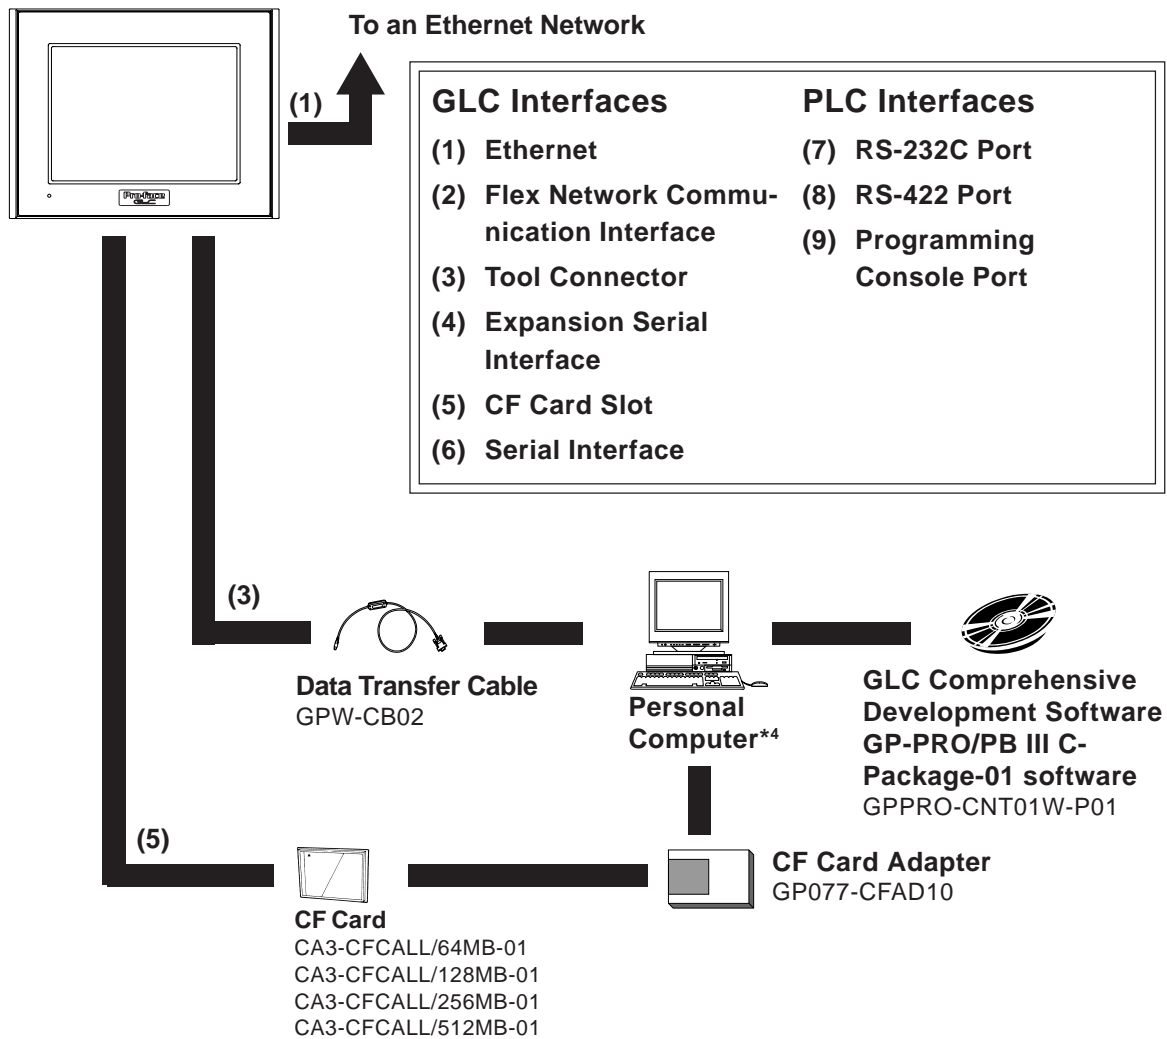 To an Ethernet Network
(1)
Pro-face
GLC
GLC Interfaces
(1) Ethernet
(2) Flex Network Commu-
nication Interface
(3) Tool Connector
(4) Expansion Serial
Interface
(5) CF Card Slot
(6) Serial Interface
PLC Interfaces
(7) RS-232C Port
(8) RS-422 Port
(9) Programming
Console Port
(3)
Data Transfer Cable
GPW-CB02
Personal
Computer*4
GLC Comprehensive
Development Software
GP-PRO/PB III C-
Package-01 software
GPPRO-CNT01W-P01
(5)
CF Card
CA3-CFCALL/64MB-01
CA3-CFCALL/128MB-01
CA3-CFCALL/256MB-01
CA3-CFCALL/512MB-01
CF Card Adapter
GP077-CFAD10